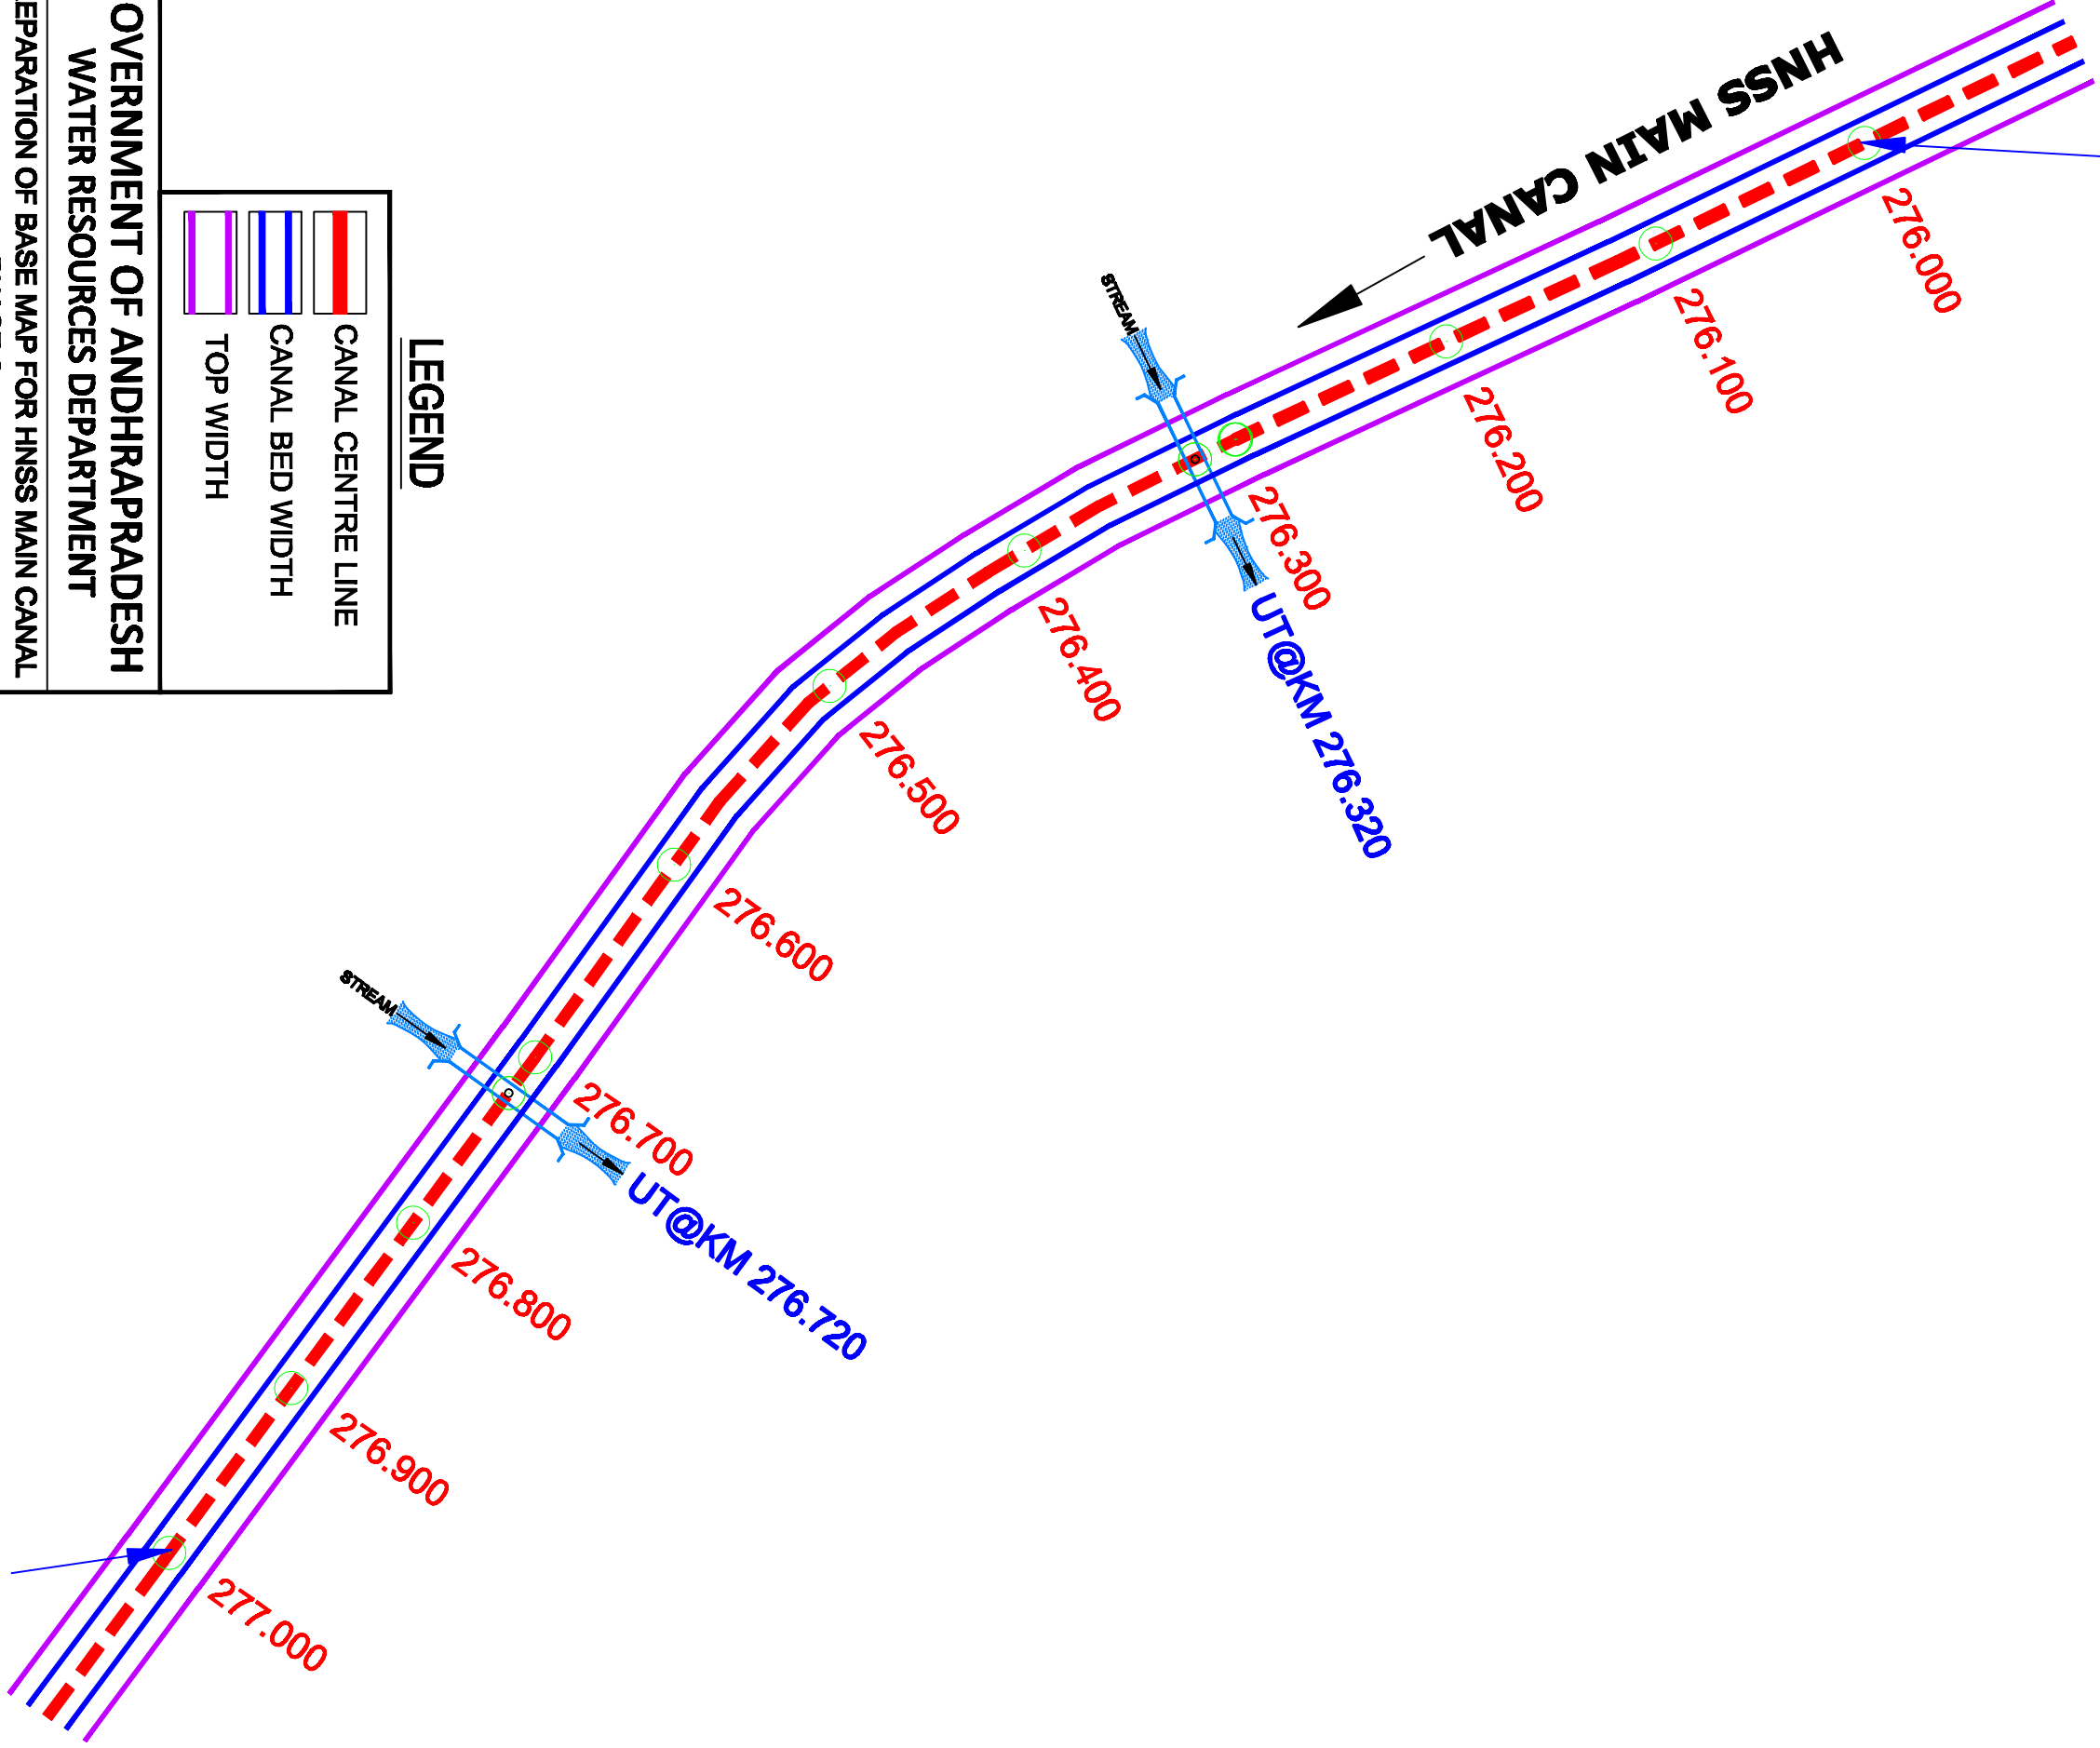 HNSS MAIN CANAL
276.000
276.100
276.200
276.300
STREAM
UT@KM 276.320
276.400
276.500
276.600
STREAM
276.700
UT@KM 276.720
276.800
276.900
277.000
LEGEND
CANAL CENTRE LINE
CANAL BED WIDTH
TOP WIDTH
OVERNMENT OF ANDHRAPRADESH
WATER RESOURCES DEPARTMENT
EPARATION OF BASE MAP FOR HNSS MAIN CANAL